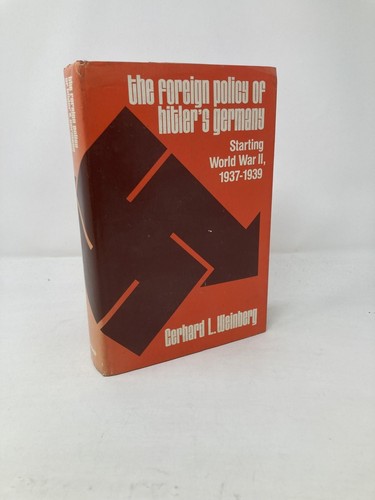 the foreign policy of
hitler's germany
Starting
World War II,
1937-1939
Gerhard L. Weinberg